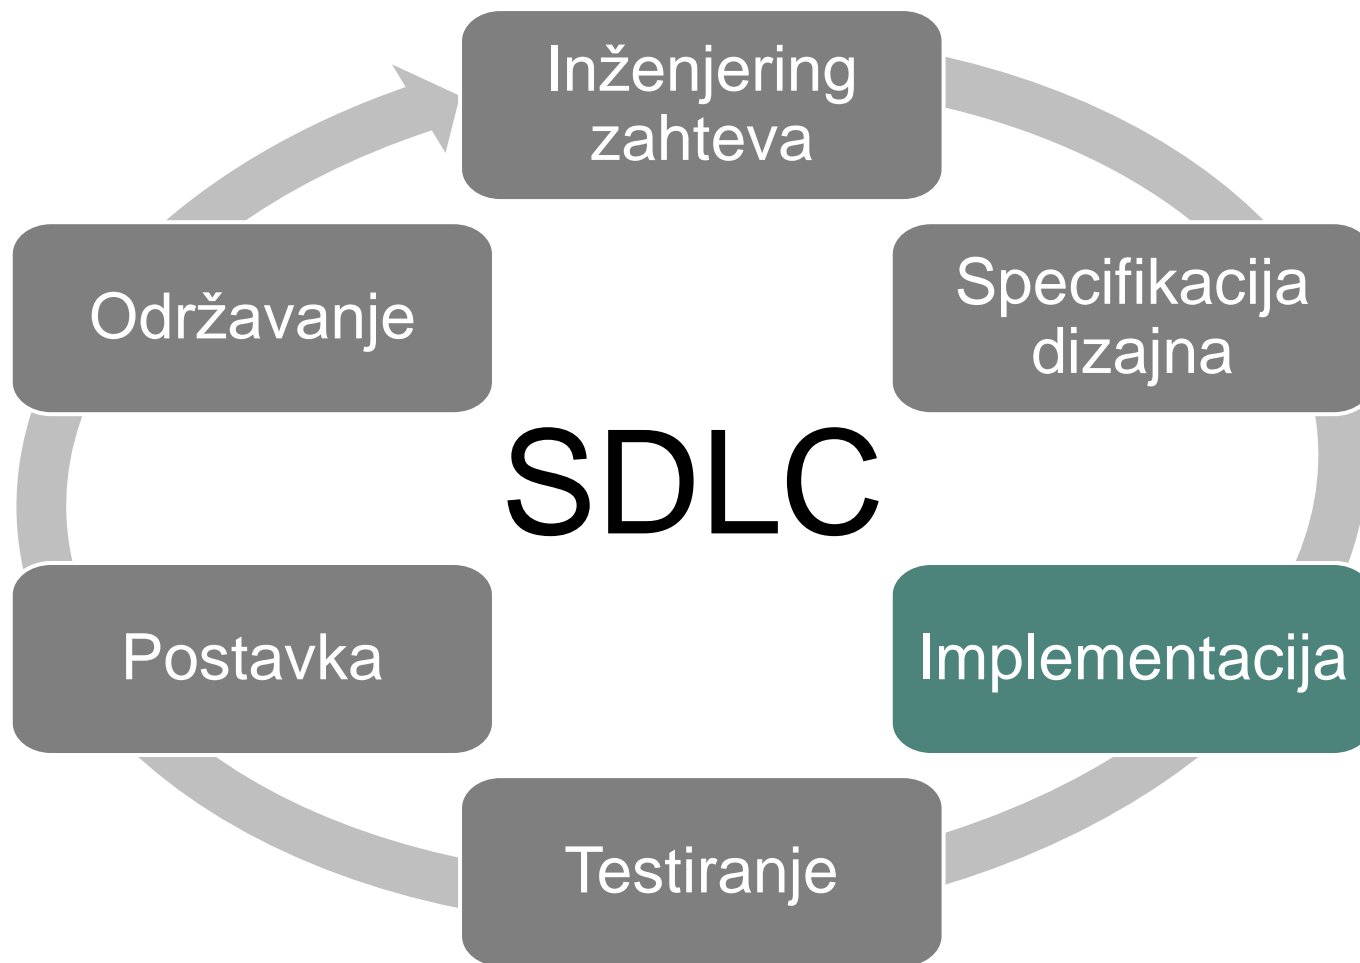 Inženjering
zahteva
Specifikacija
dizajna
Održavanje
SDLC
Implementacija
Postavka
Testiranje